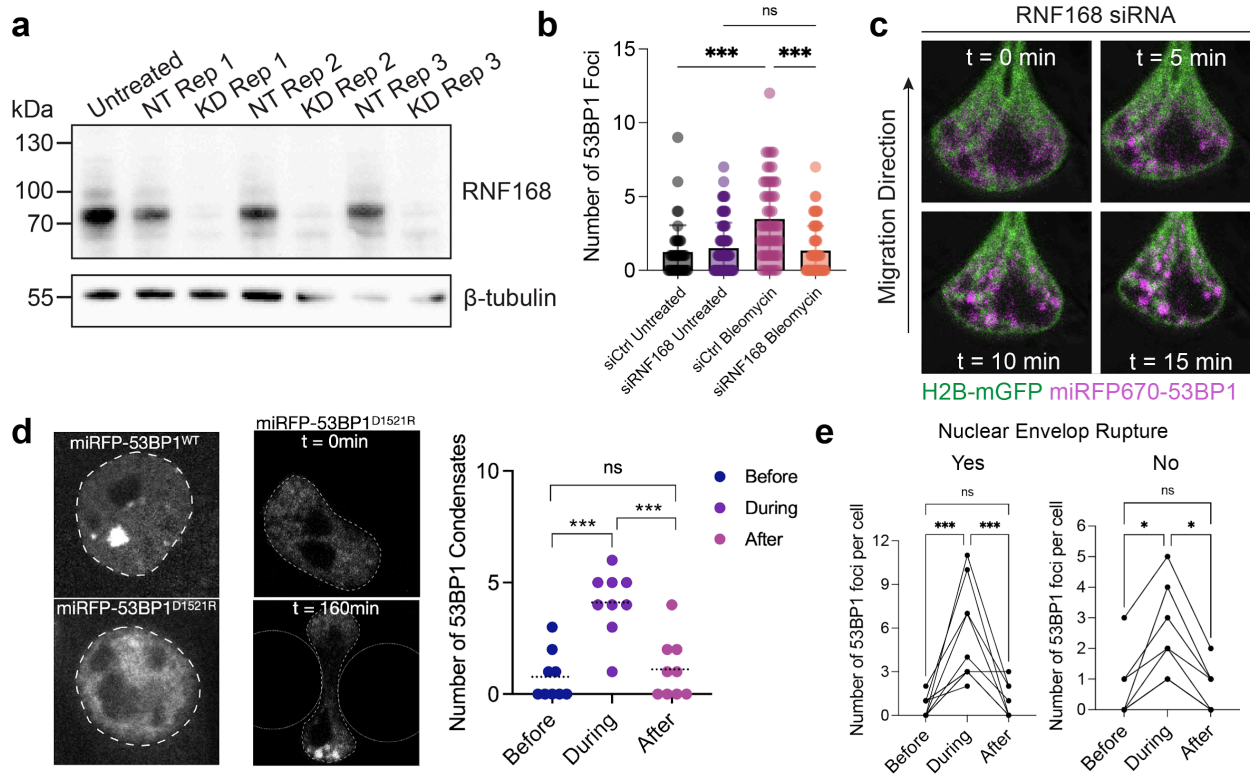 a
kDa
Untreated
NT Rep 1
KD Rep 1
NT Rep 2
KD Rep 2
NT Rep 3
KD Rep 3
130
100
70
RNF168
55
β-tubulin
b
ns
***
***
Number of 53BP1 Foci
15
10
5
0
siCtrl Untreated
siRNF168 Untreated
siCtrl Bleomycin
siRNF168 Bleomycin
c
RNF168 siRNA
Migration Direction
t = 0 min
t = 5 min
t = 10 min
t = 15 min
H2B-mGFP miRFP670-53BP1
d
miRFP-53BP1WT
miRFP-53BP1D1521R
miRFP-53BP1D1521R
t = 0min
t = 160min
Number of 53BP1 Condensates
10
5
0
ns
***
***
Before
During
After
Before
During
After
e
Nuclear Envelop Rupture
Yes
No
Number of 53BP1 foci per cell
12
9
6
3
0
ns
***
***
Before
During
After
Number of 53BP1 foci per cell
6
5
4
3
2
1
0
ns
*
*
Before
During
After